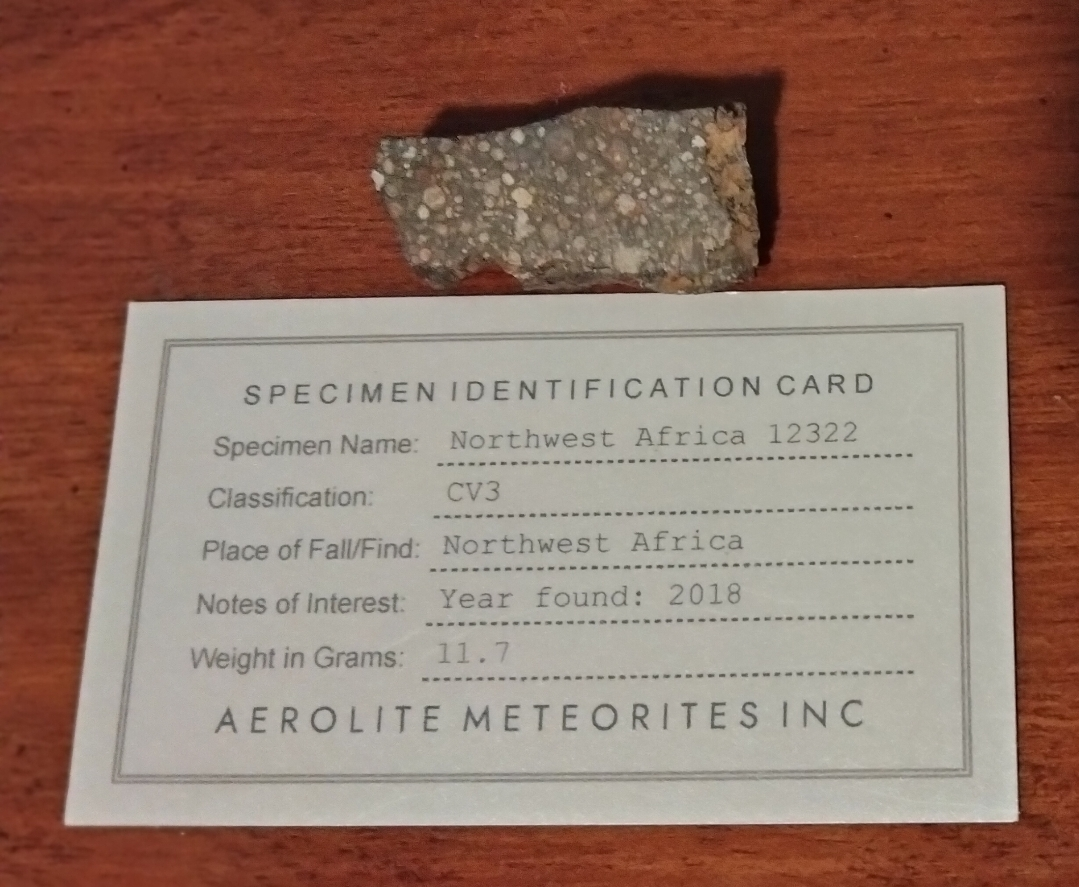 SPECIMEN IDENTIFICATION CARD
Specimen Name: Northwest Africa 12322
Classification: CV3
Place of Fall/Find: Northwest Africa
Notes of Interest: Year found: 2018
Weight in Grams: 11.7
AEROLITE METEORITES INC